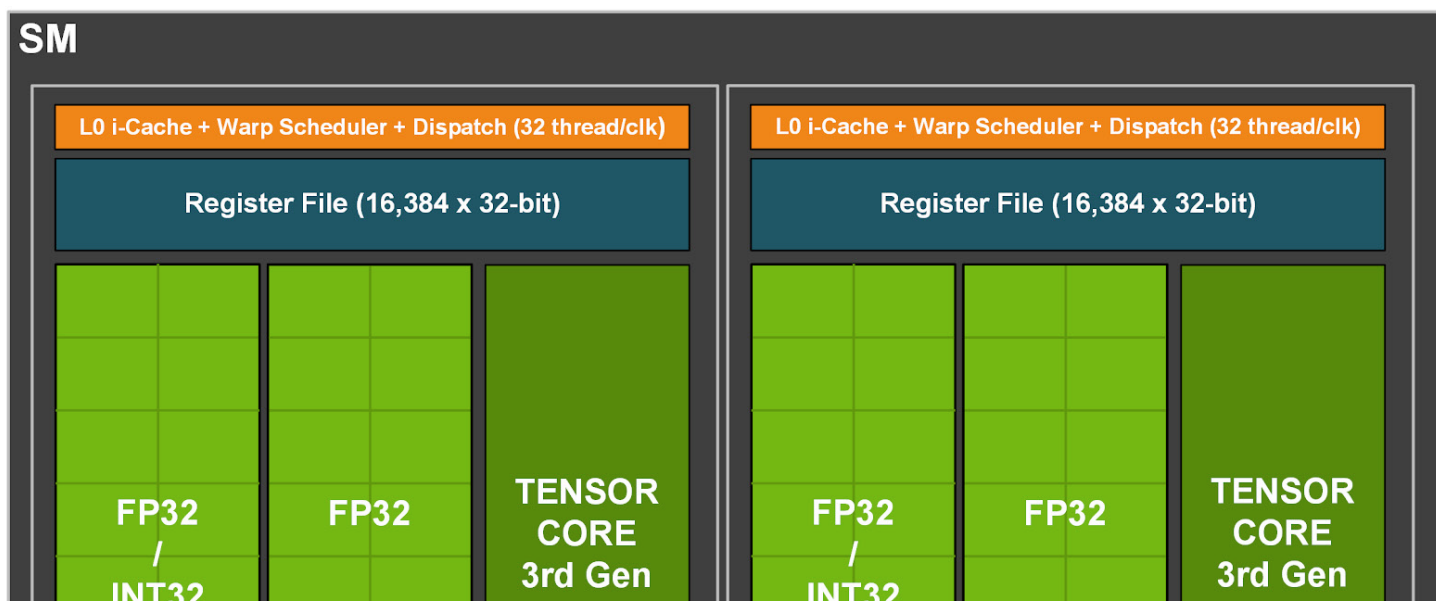 SM
L0 i-Cache + Warp Scheduler + Dispatch (32 thread/clk)
Register File (16,384 x 32-bit)
FP32
/
INT32
FP32
TENSOR
CORE
3rd Gen
L0 i-Cache + Warp Scheduler + Dispatch (32 thread/clk)
Register File (16,384 x 32-bit)
FP32
/
INT32
FP32
TENSOR
CORE
3rd Gen